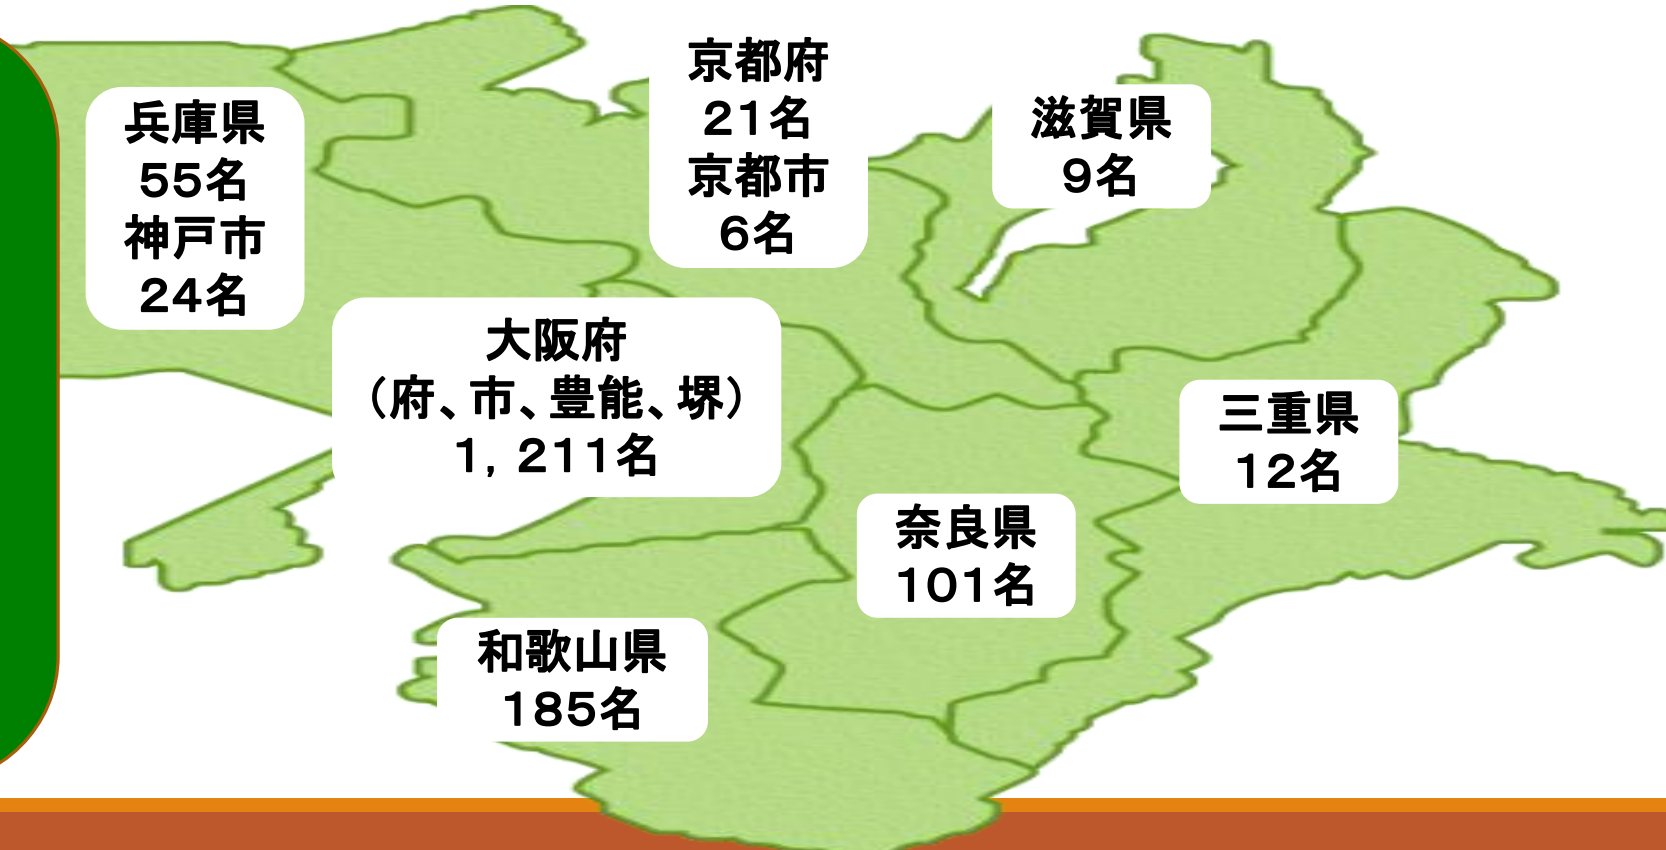 兵庫県
55名
神戸市
24名
京都府
21名
京都市
6名
滋賀県
9名
大阪府
（府、市、豊能、堺）
1，211名
三重県
12名
奈良県
101名
和歌山県
185名